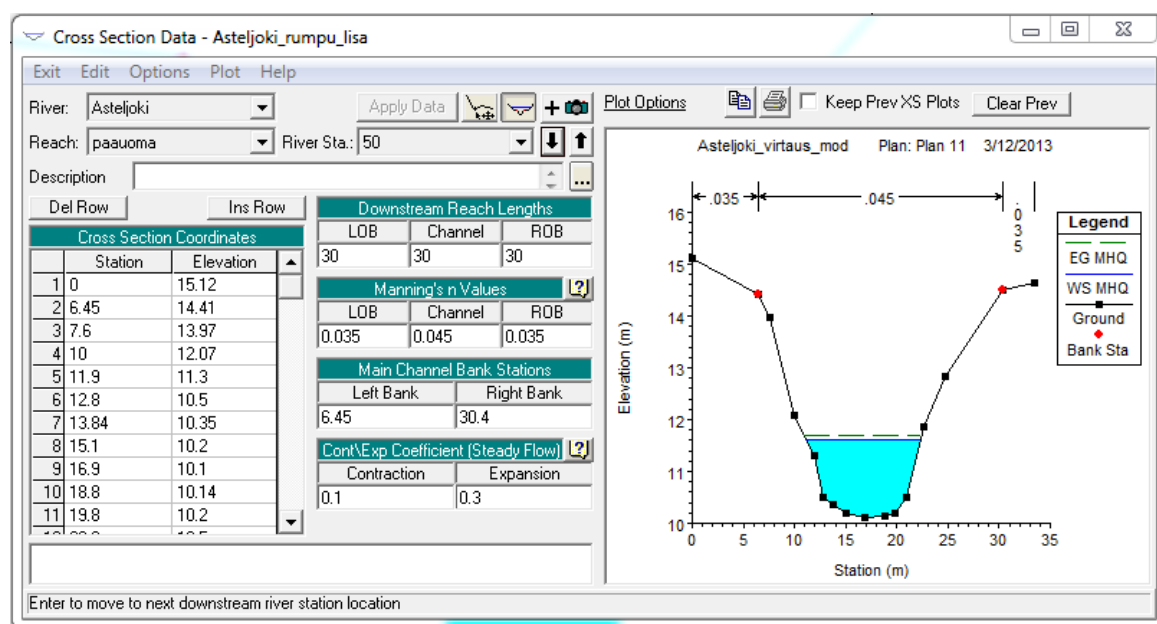 Cross Section Data - Asteljoki_rumpu_lisa
Exit Edit Options Plot Help
River: Asteljoki Apply Data
Reach: paauoma River Sta.: 50
Description ...
Del Row Ins Row
Cross Section Coordinates
Station Elevation
1 0 15.12
2 6.45 14.41
3 7.6 13.97
4 10 12.07
5 11.9 11.3
6 12.8 10.5
7 13.84 10.35
8 15.1 10.2
9 16.9 10.1
10 18.8 10.14
11 19.8 10.2
Downstream Reach Lengths
LOB Channel ROB
30 30 30
Manning's n Values
LOB Channel ROB
0.035 0.045 0.035
Main Channel Bank Stations
Left Bank Right Bank
6.45 30.4
Cont\Exp Coefficient (Steady Flow)
Contraction Expansion
0.1 0.3
Plot Options Keep Prev XS Plots Clear Prev
Asteljoki_virtaus_mod Plan: Plan 11 3/12/2013
.035 .045 .035
16
15
14
13
12
11
10
Elevation (m)
0 5 10 15 20 25 30 35
Station (m)
Legend
EG MHQ
WS MHQ
Ground
Bank Sta
Enter to move to next downstream river station location